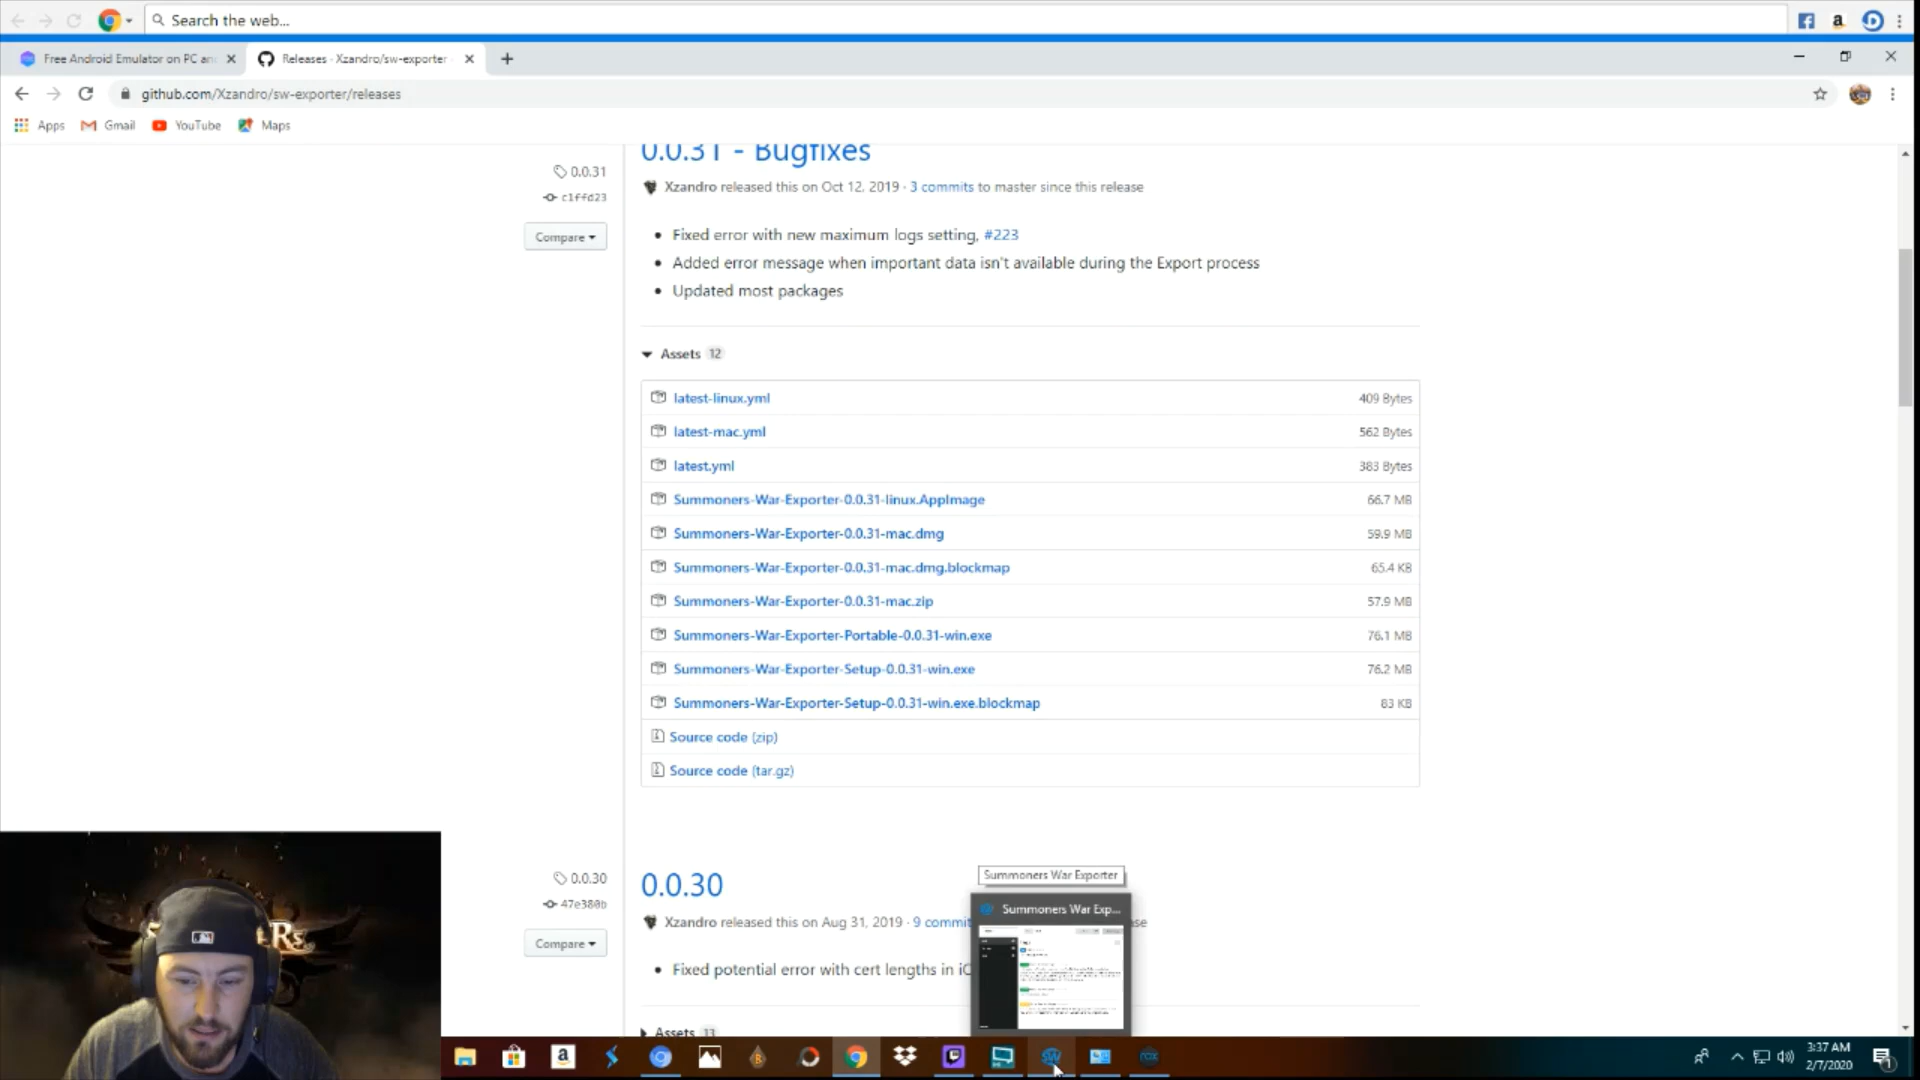 Search the web...
Free Android Emulator on PC an
Releases · Xzandro/sw-exporter
github.com/Xzandro/sw-exporter/releases
Apps Gmail YouTube Maps
0.0.31 - Bugfixes
0.0.31
c1ffd23
Compare
Xzandro released this on Oct 12, 2019 · 3 commits to master since this release
Fixed error with new maximum logs setting, #223
Added error message when important data isn't available during the Export process
Updated most packages
Assets 12
latest-linux.yml 409 Bytes
latest-mac.yml 562 Bytes
latest.yml 383 Bytes
Summoners-War-Exporter-0.0.31-linux.AppImage 66.7 MB
Summoners-War-Exporter-0.0.31-mac.dmg 59.9 MB
Summoners-War-Exporter-0.0.31-mac.dmg.blockmap 65.4 KB
Summoners-War-Exporter-0.0.31-mac.zip 57.9 MB
Summoners-War-Exporter-Portable-0.0.31-win.exe 76.1 MB
Summoners-War-Exporter-Setup-0.0.31-win.exe 76.2 MB
Summoners-War-Exporter-Setup-0.0.31-win.exe.blockmap 83 KB
Source code (zip)
Source code (tar.gz)
0.0.30
47e380b
Compare
0.0.30
Xzandro released this on Aug 31, 2019 · 9 commit
se
Fixed potential error with cert lengths in iO
Assets 13
Summoners War Exporter
Summoners War Exp...
3:37 AM
2/7/2020